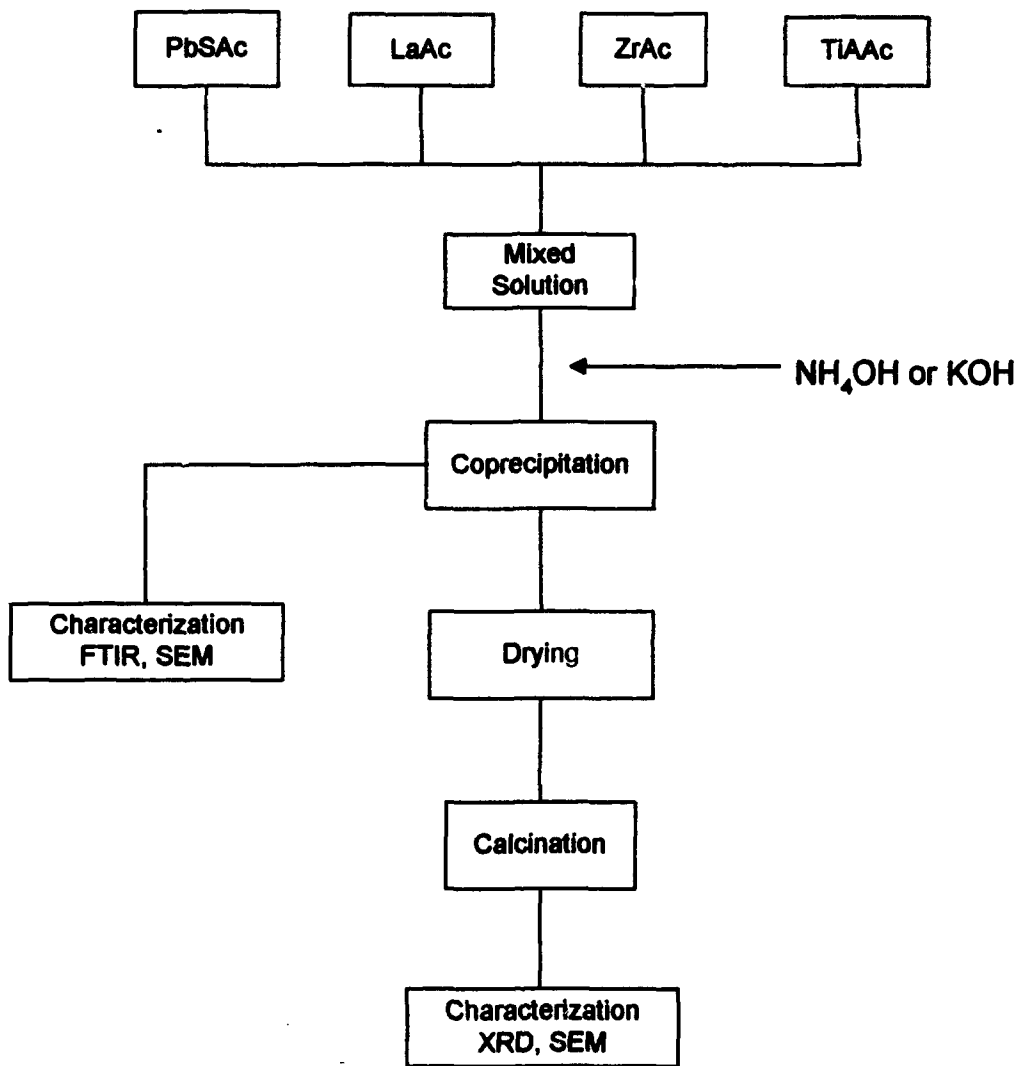 PbSAc
LaAc
ZrAc
TiAAc
Mixed
Solution
NH₄OH or KOH
Coprecipitation
Characterization
FTIR, SEM
Drying
Calcination
Characterization
XRD, SEM